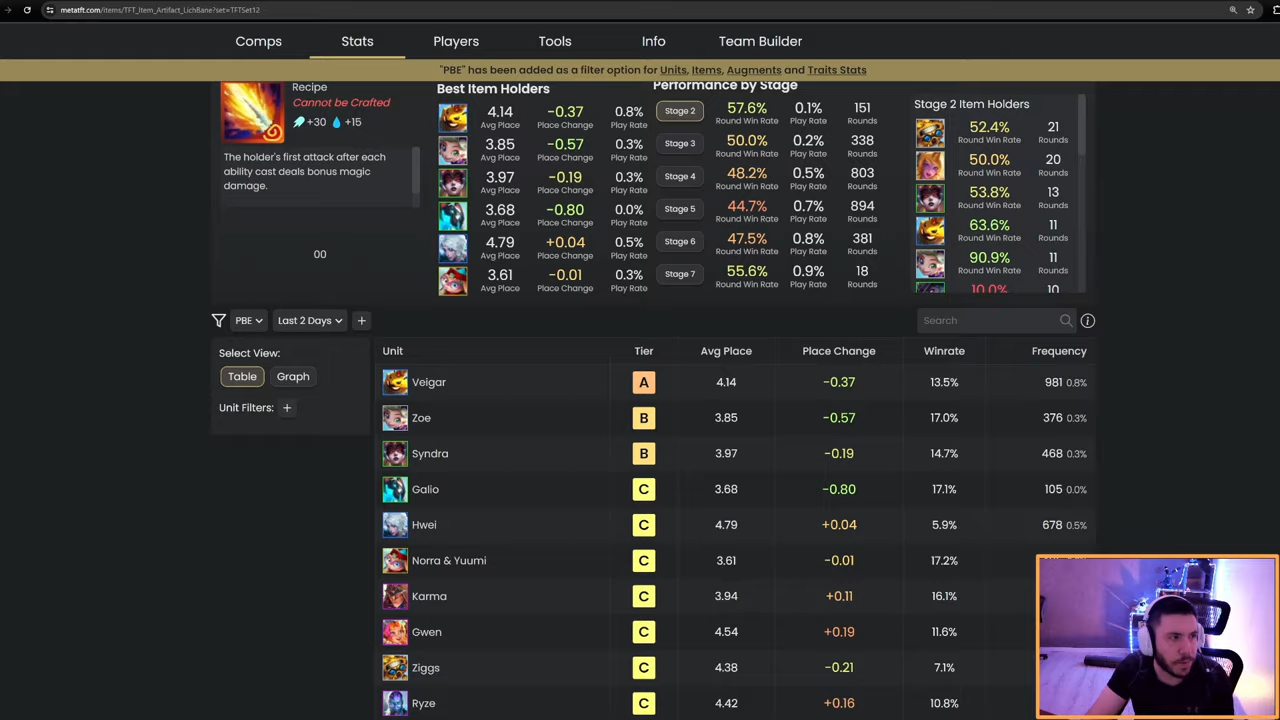 metatft.com/items/TFT_Item_Artifact_LichBane?set=TFTSet12
Comps Stats Players Tools Info Team Builder
"PBE" has been added as a filter option for Units, Items, Augments and Traits Stats
Recipe
Cannot be Crafted
+30 +15
The holder's first attack after each
ability cast deals bonus magic
damage.
00
Best Item Holders
4.14 −0.37 0.8%
Avg Place Place Change Play Rate
3.85 −0.57 0.3%
Avg Place Place Change Play Rate
3.97 −0.19 0.3%
Avg Place Place Change Play Rate
3.68 −0.80 0.0%
Avg Place Place Change Play Rate
4.79 +0.04 0.5%
Avg Place Place Change Play Rate
3.61 −0.01 0.3%
Avg Place Place Change Play Rate
Performance by Stage
Stage 2 57.6% 0.1% 151
Round Win Rate Play Rate Rounds
Stage 3 50.0% 0.2% 338
Round Win Rate Play Rate Rounds
Stage 4 48.2% 0.5% 803
Round Win Rate Play Rate Rounds
Stage 5 44.7% 0.7% 894
Round Win Rate Play Rate Rounds
Stage 6 47.5% 0.8% 381
Round Win Rate Play Rate Rounds
Stage 7 55.6% 0.9% 18
Round Win Rate Play Rate Rounds
Stage 2 Item Holders
52.4% 21
Round Win Rate Rounds
50.0% 20
Round Win Rate Rounds
53.8% 13
Round Win Rate Rounds
63.6% 11
Round Win Rate Rounds
90.9% 11
Round Win Rate Rounds
10.0% 10
PBE Last 2 Days +
Search
Select View:
Table Graph
Unit Filters: +
Unit Tier Avg Place Place Change Winrate Frequency
Veigar A 4.14 −0.37 13.5% 981 0.8%
Zoe B 3.85 −0.57 17.0% 376 0.3%
Syndra B 3.97 −0.19 14.7% 468 0.3%
Galio C 3.68 −0.80 17.1% 105 0.0%
Hwei C 4.79 +0.04 5.9% 678 0.5%
Norra & Yuumi C 3.61 −0.01 17.2%
Karma C 3.94 +0.11 16.1%
Gwen C 4.54 +0.19 11.6%
Ziggs C 4.38 −0.21 7.1%
Ryze C 4.42 +0.16 10.8%